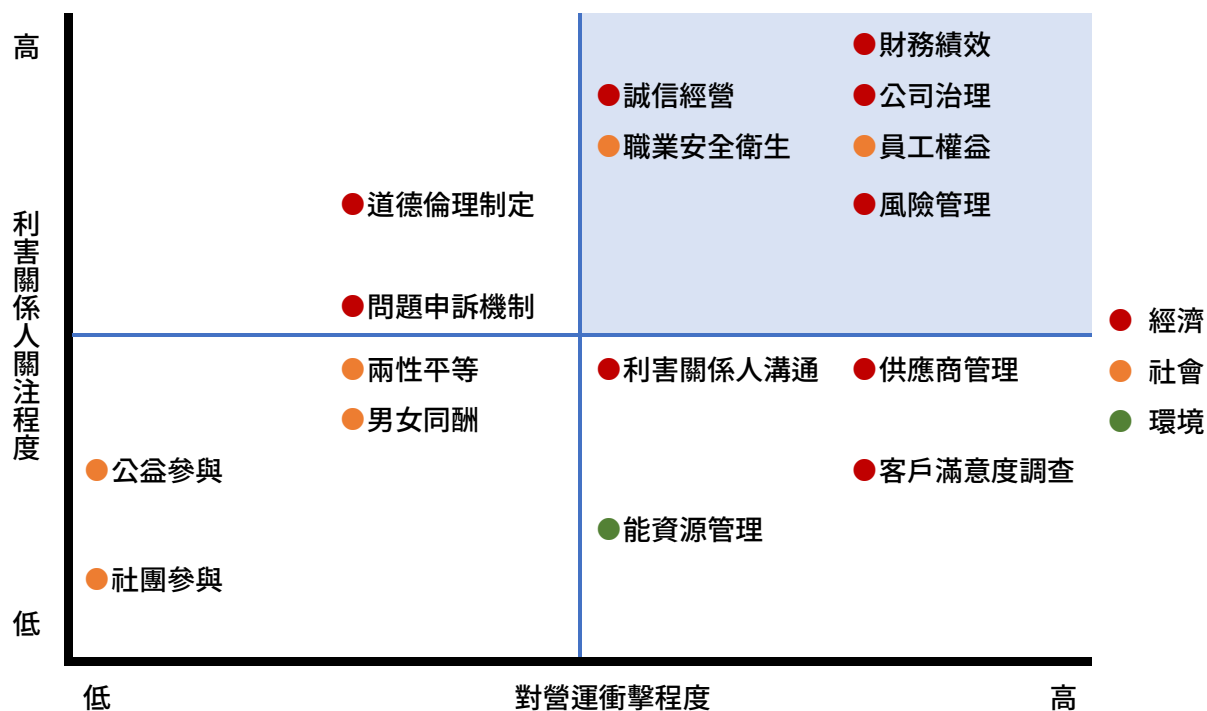 高
利害關係人關注程度
低
財務績效
誠信經營
公司治理
職業安全衛生
員工權益
道德倫理制定
風險管理
問題申訴機制
兩性平等
利害關係人溝通
供應商管理
男女同酬
公益參與
客戶滿意度調查
能資源管理
社團參與
經濟
社會
環境
低
對營運衝擊程度
高